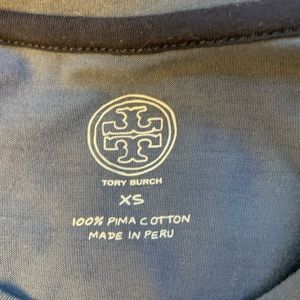 TORY BURCH
XS
100% PIMA COTTON
MADE IN PERU